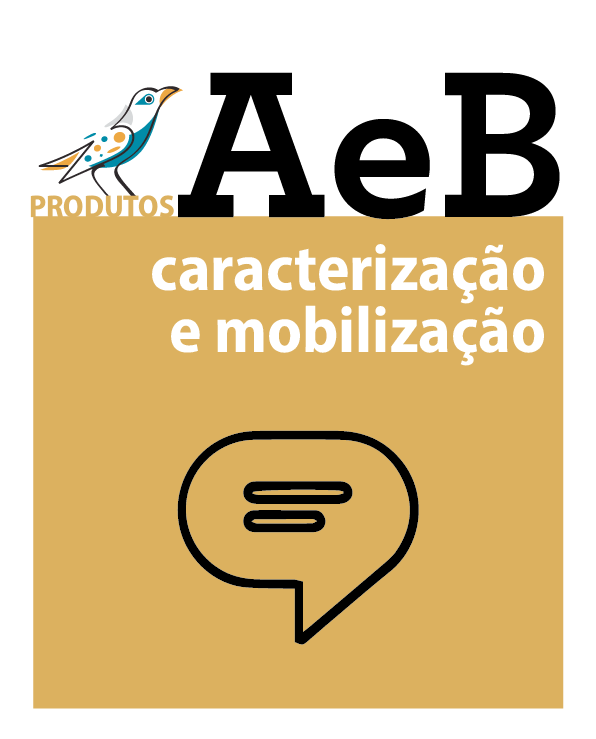 PRODUTOS AeB
caracterização
e mobilização